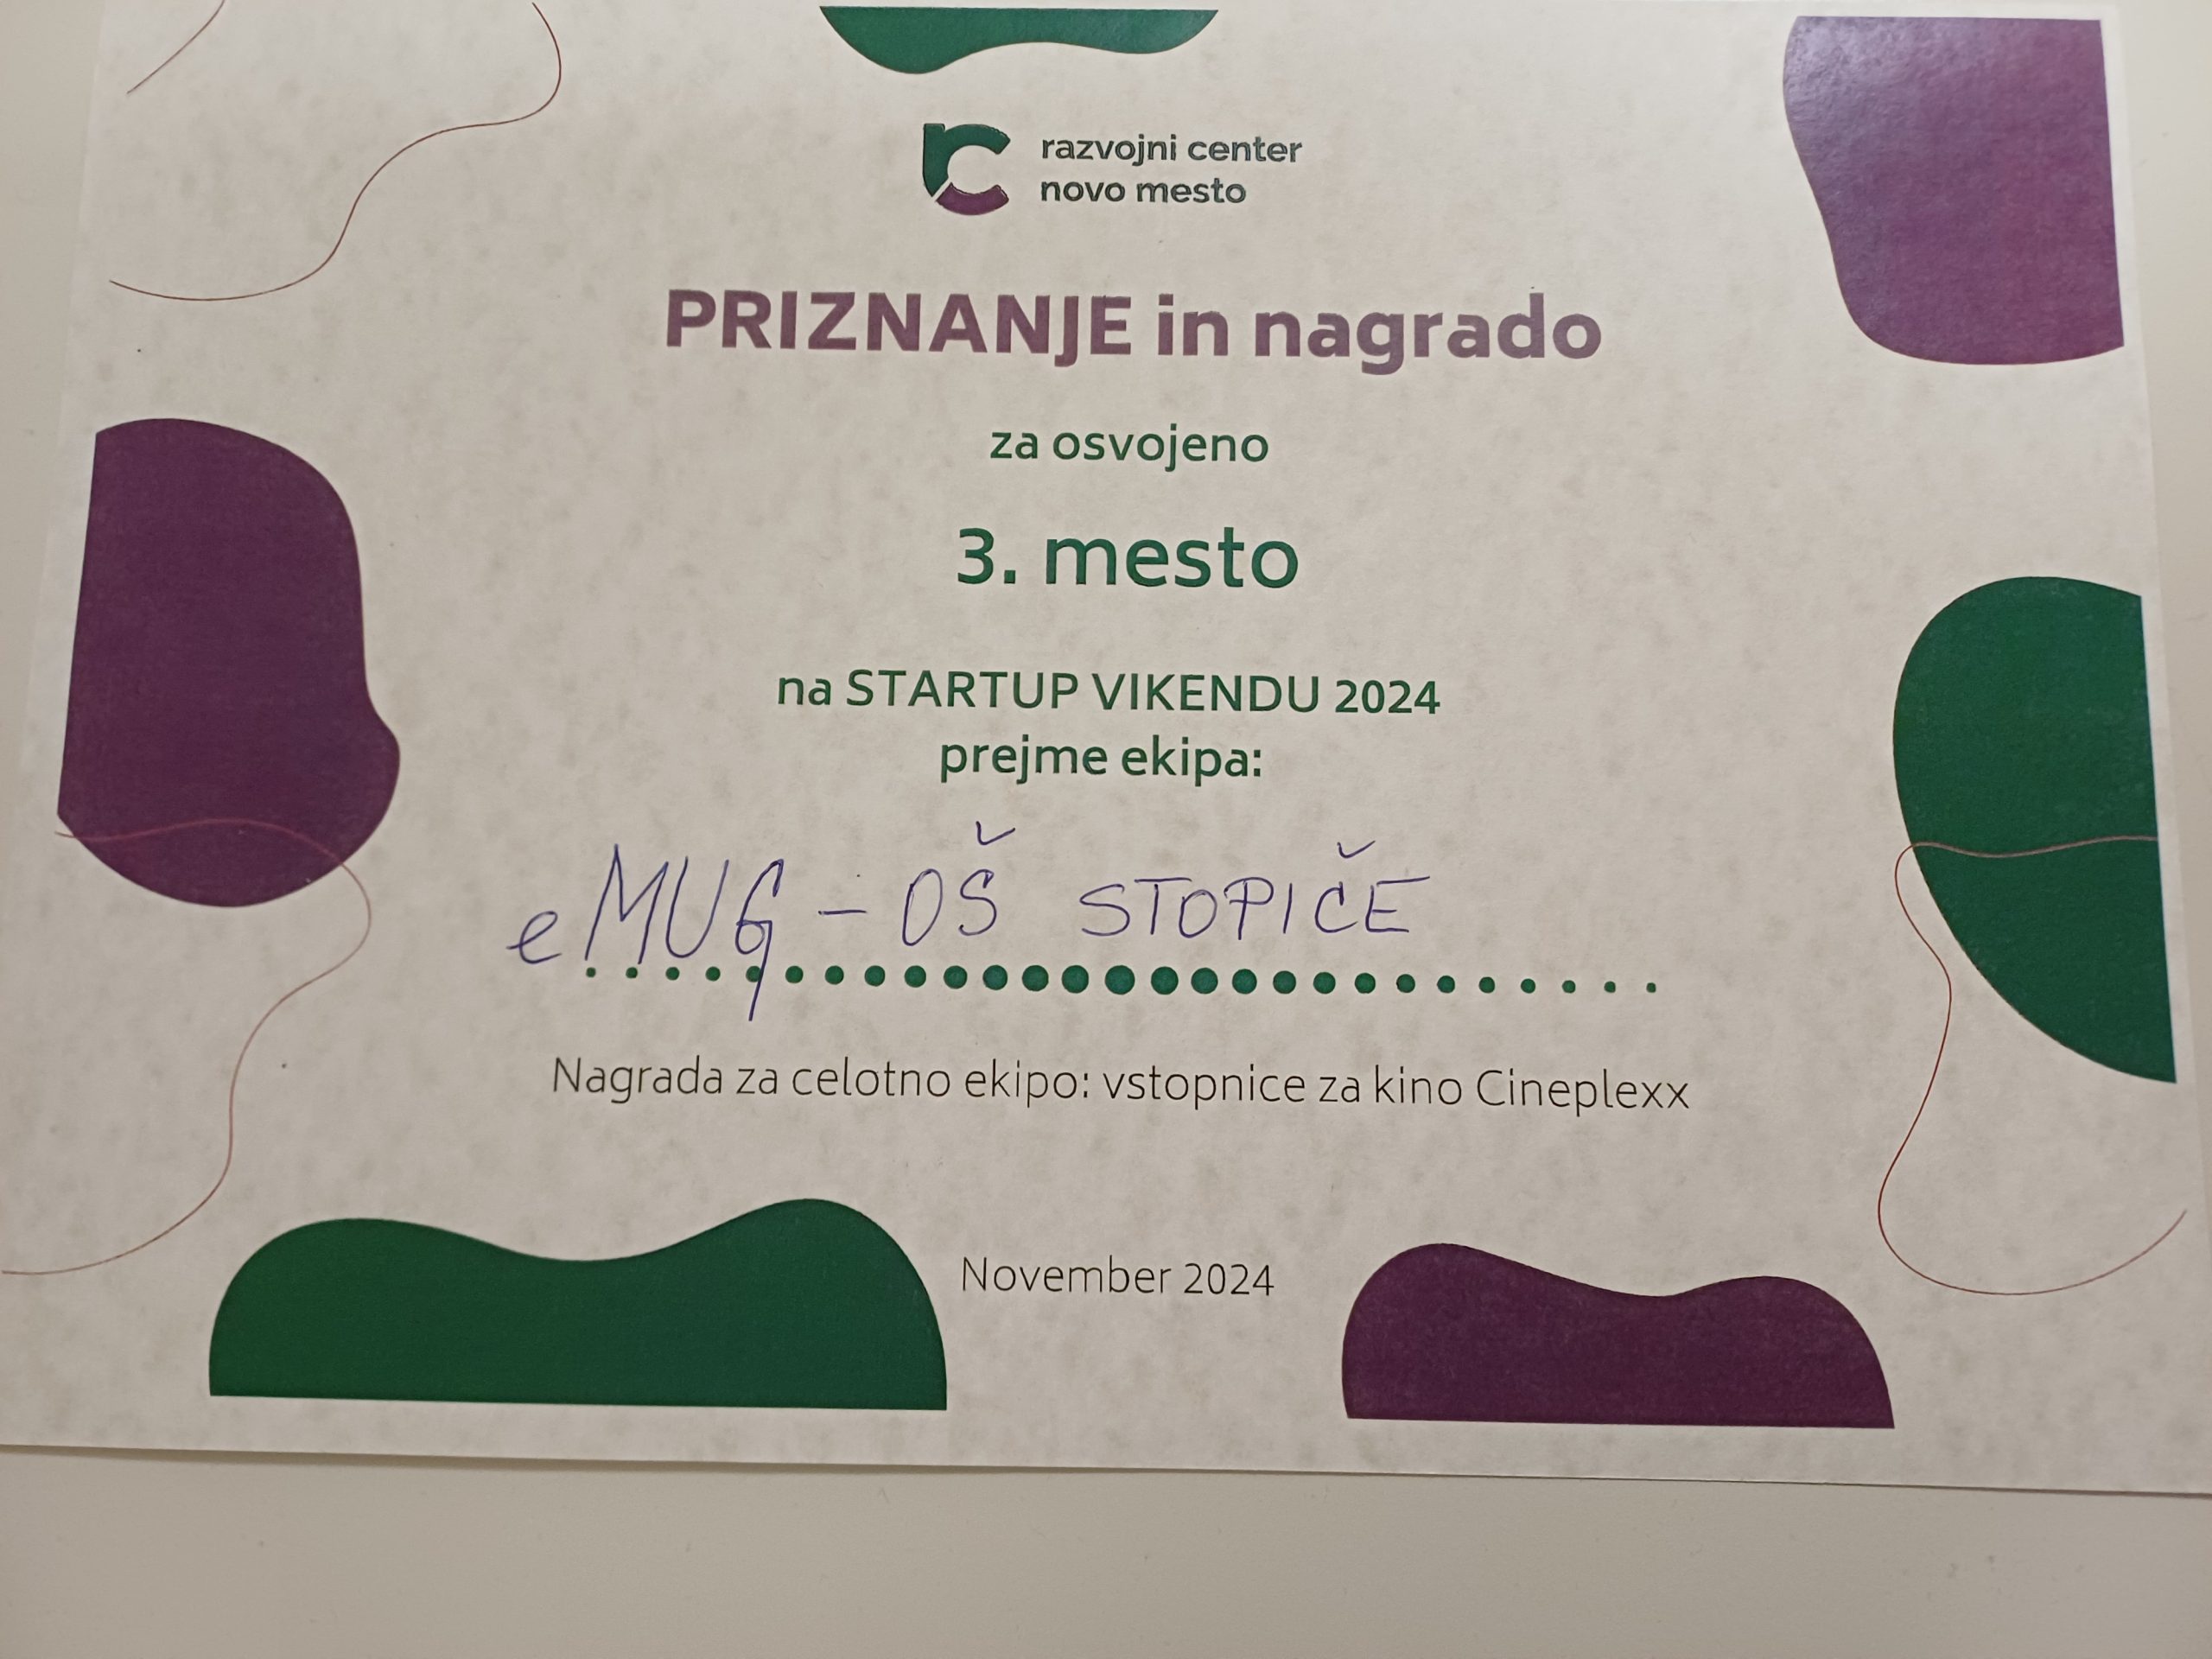 razvojni center
novo mesto
PRIZNANJE in nagrado
za osvojeno
3. mesto
na STARTUP VIKENDU 2024
prejme ekipa:
eMUG - OŠ STOPIČE
Nagrada za celotno ekipo: vstopnice za kino Cineplexx
November 2024